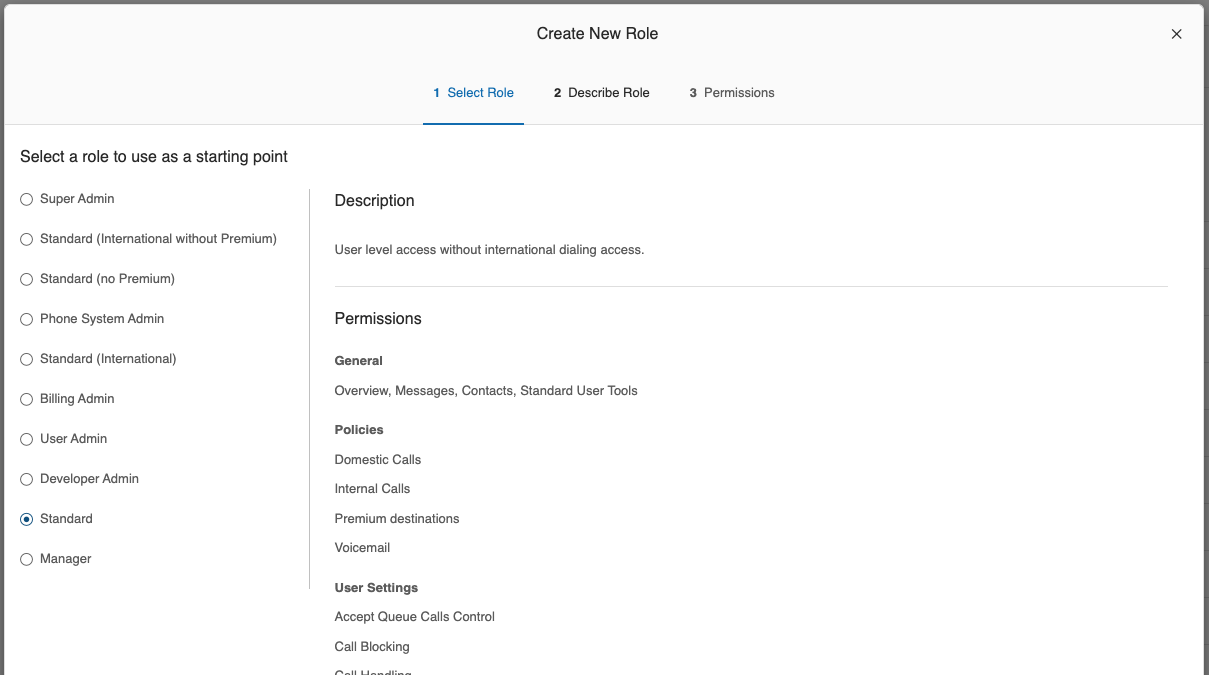 Create New Role
1 Select Role
2 Describe Role
3 Permissions
Select a role to use as a starting point
Super Admin
Standard (International without Premium)
Standard (no Premium)
Phone System Admin
Standard (International)
Billing Admin
User Admin
Developer Admin
Standard
Manager
Description
User level access without international dialing access.
Permissions
General
Overview, Messages, Contacts, Standard User Tools
Policies
Domestic Calls
Internal Calls
Premium destinations
Voicemail
User Settings
Accept Queue Calls Control
Call Blocking
Call Handling